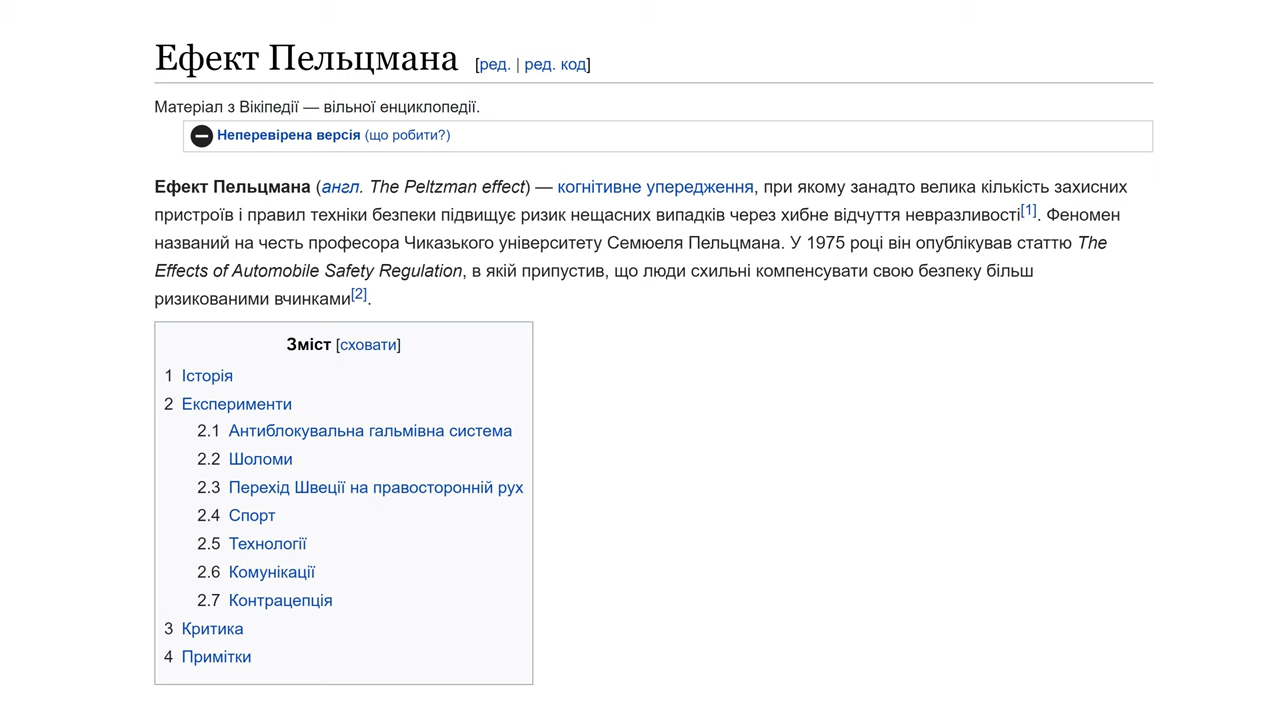 Ефект Пельцмана [ред. | ред. код]
Матеріал з Вікіпедії — вільної енциклопедії.
Неперевірена версія (що робити?)
Ефект Пельцмана (англ. The Peltzman effect) — когнітивне упередження, при якому занадто велика кількість захисних
пристроїв і правил техніки безпеки підвищує ризик нещасних випадків через хибне відчуття невразливості[1]. Феномен
названий на честь професора Чиказького університету Семюеля Пельцмана. У 1975 році він опублікував статтю The
Effects of Automobile Safety Regulation, в якій припустив, що люди схильні компенсувати свою безпеку більш
ризикованими вчинками[2].
Зміст [сховати]
1 Історія
2 Експерименти
2.1 Антиблокувальна гальмівна система
2.2 Шоломи
2.3 Перехід Швеції на правосторонній рух
2.4 Спорт
2.5 Технології
2.6 Комунікації
2.7 Контрацепція
3 Критика
4 Примітки